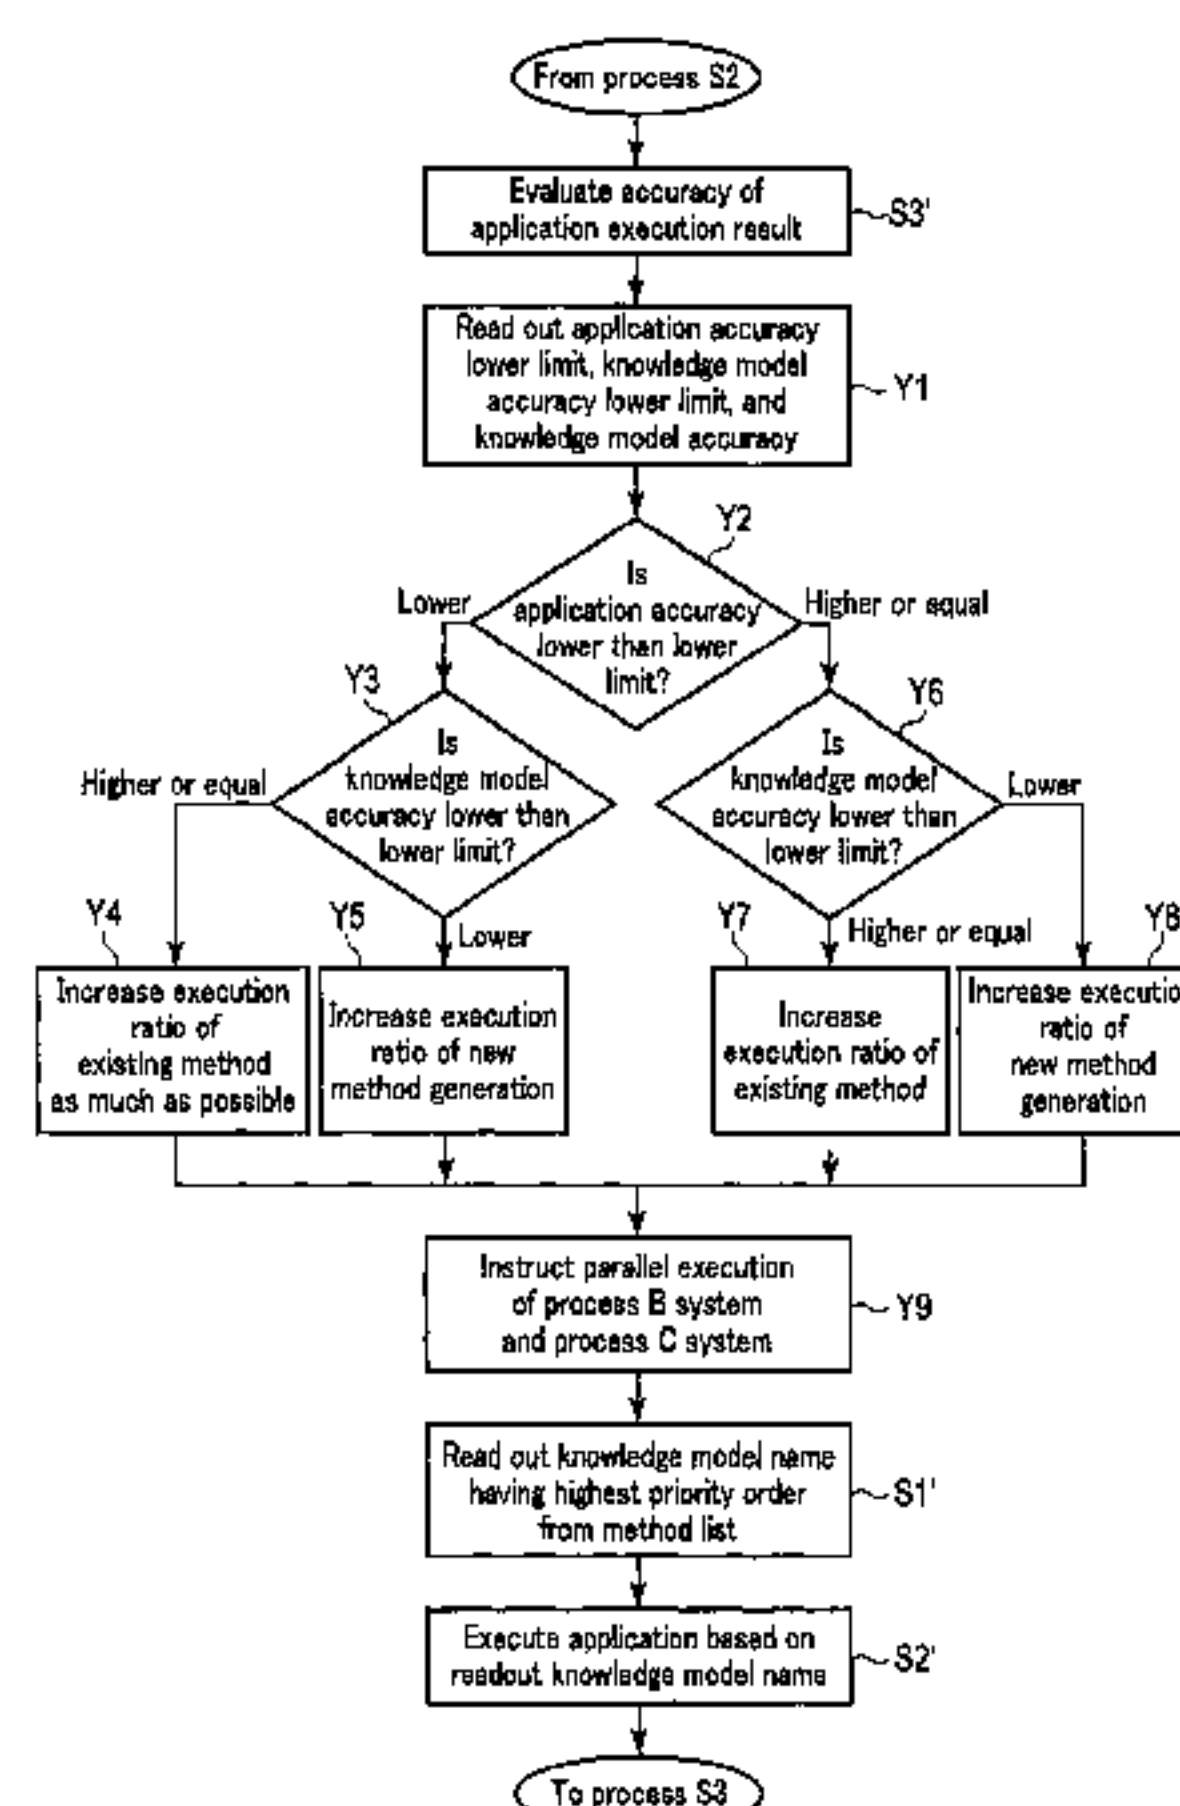 From process S2
Evaluate accuracy of
application execution result
S3'
Read out application accuracy
lower limit, knowledge model
accuracy lower limit, and
knowledge model accuracy
Y1
Y2
Is
application accuracy
lower than lower
limit?
Lower
Higher or equal
Y3
Is
knowledge model
accuracy lower than
lower limit?
Higher or equal
Lower
Y6
Is
knowledge model
accuracy lower than
lower limit?
Lower
Higher or equal
Y4
Increase execution
ratio of
existing method
as much as possible
Y5
Increase execution
ratio of new
method generation
Y7
Increase
execution ratio of
existing method
Y8
Increase executio
ratio of
new method
generation
Instruct parallel execution
of process B system
and process C system
Y9
Read out knowledge model name
having highest priority order
from method list
S1'
Execute application based on
readout knowledge model name
S2'
To process S3